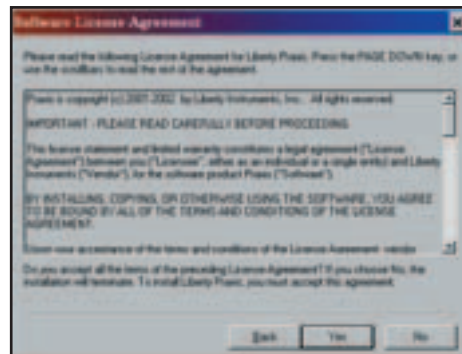 Software License Agreement
Please read the following License Agreement for Liberty Praxis. Press the PAGE DOWN key, or
use the scrollbars to read the rest of the agreement.
Praxis is copyright (c) 2001-2002 by Liberty Instruments, Inc. All rights reserved.
IMPORTANT - PLEASE READ CAREFULLY BEFORE PROCEEDING.
This license statement and limited warranty constitutes a legal agreement ("License
Agreement") between you ("Licensee", either as an individual or a single entity) and Liberty
Instruments ("Vendor"), for the software product Praxis ("Software").
BY INSTALLING, COPYING, OR OTHERWISE USING THE SOFTWARE, YOU AGREE
TO BE BOUND BY ALL OF THE TERMS AND CONDITIONS OF THE LICENSE
AGREEMENT.
Upon your acceptance of the terms and conditions of the License Agreement, vendor
Do you accept all the terms of the preceding License Agreement? If you choose No, the
installation will terminate. To install Liberty Praxis, you must accept this agreement.
Back Yes No